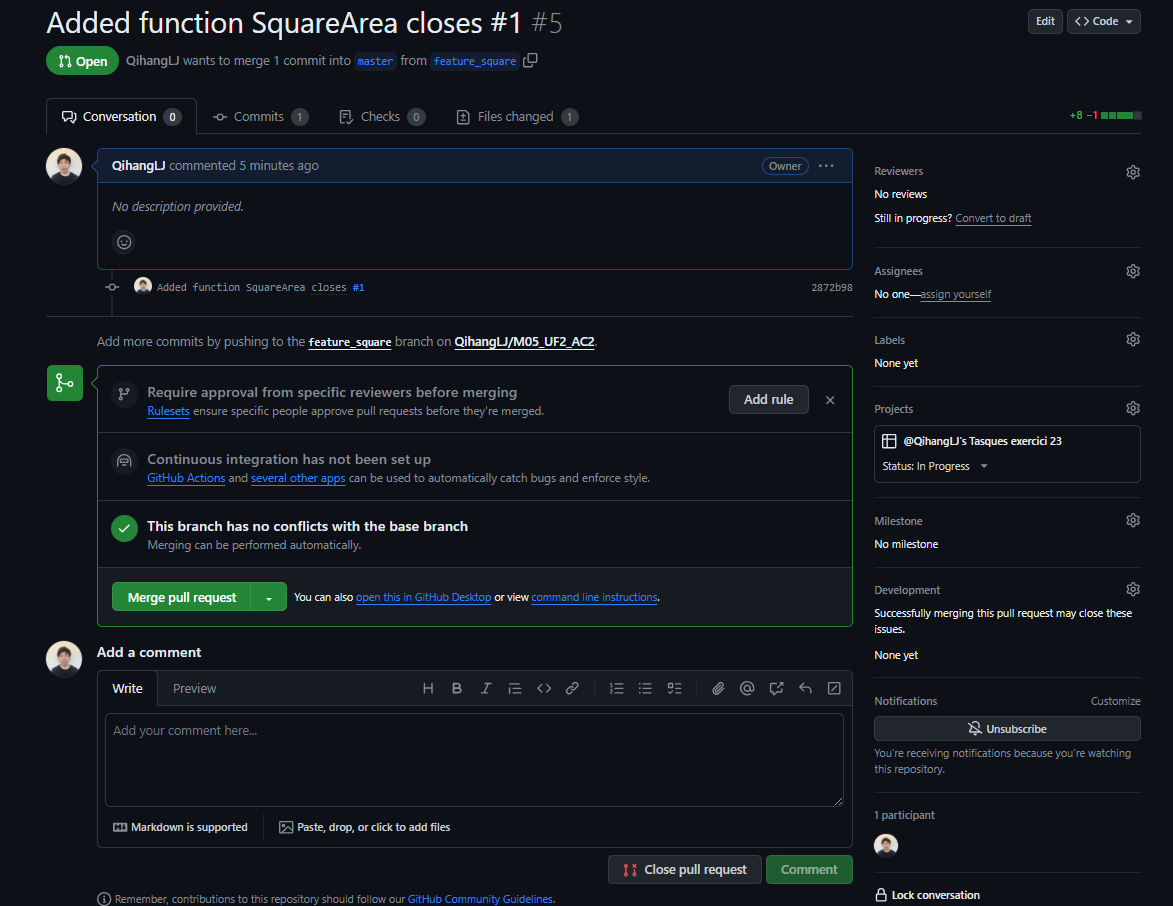 Added function SquareArea closes #1 #5
Edit
Code
Open
QihangLJ wants to merge 1 commit into master from feature_square
Conversation 0
Commits 1
Checks 0
Files changed 1
+8 −1
QihangLJ commented 5 minutes ago
Owner
No description provided.
Added function SquareArea closes #1
2872b98
Add more commits by pushing to the feature_square branch on QihangLJ/M05_UF2_AC2.
Require approval from specific reviewers before merging
Rulesets ensure specific people approve pull requests before they're merged.
Add rule
Continuous integration has not been set up
GitHub Actions and several other apps can be used to automatically catch bugs and enforce style.
This branch has no conflicts with the base branch
Merging can be performed automatically.
Merge pull request
You can also open this in GitHub Desktop or view command line instructions.
Add a comment
Write
Preview
Add your comment here...
Markdown is supported
Paste, drop, or click to add files
Close pull request
Comment
Remember, contributions to this repository should follow our GitHub Community Guidelines.
Reviewers
No reviews
Still in progress? Convert to draft
Assignees
No one—assign yourself
Labels
None yet
Projects
@QihangLJ's Tasques exercici 23
Status: In Progress
Milestone
No milestone
Development
Successfully merging this pull request may close these
issues.
None yet
Notifications
Customize
Unsubscribe
You're receiving notifications because you're watching
this repository.
1 participant
Lock conversation